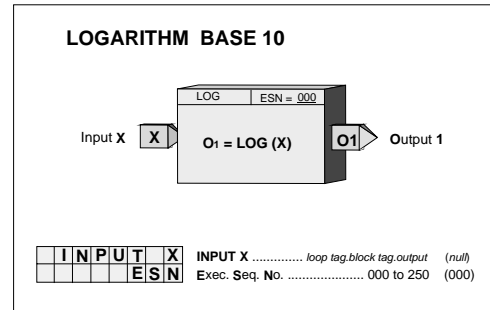 LOGARITHM BASE 10
LOG ESN = 000
Input X X O1 = LOG (X) O1 Output 1
INPUT X INPUT X .............. loop tag.block tag.output (null)
ESN Exec. Seq. No. ..................... 000 to 250 (000)